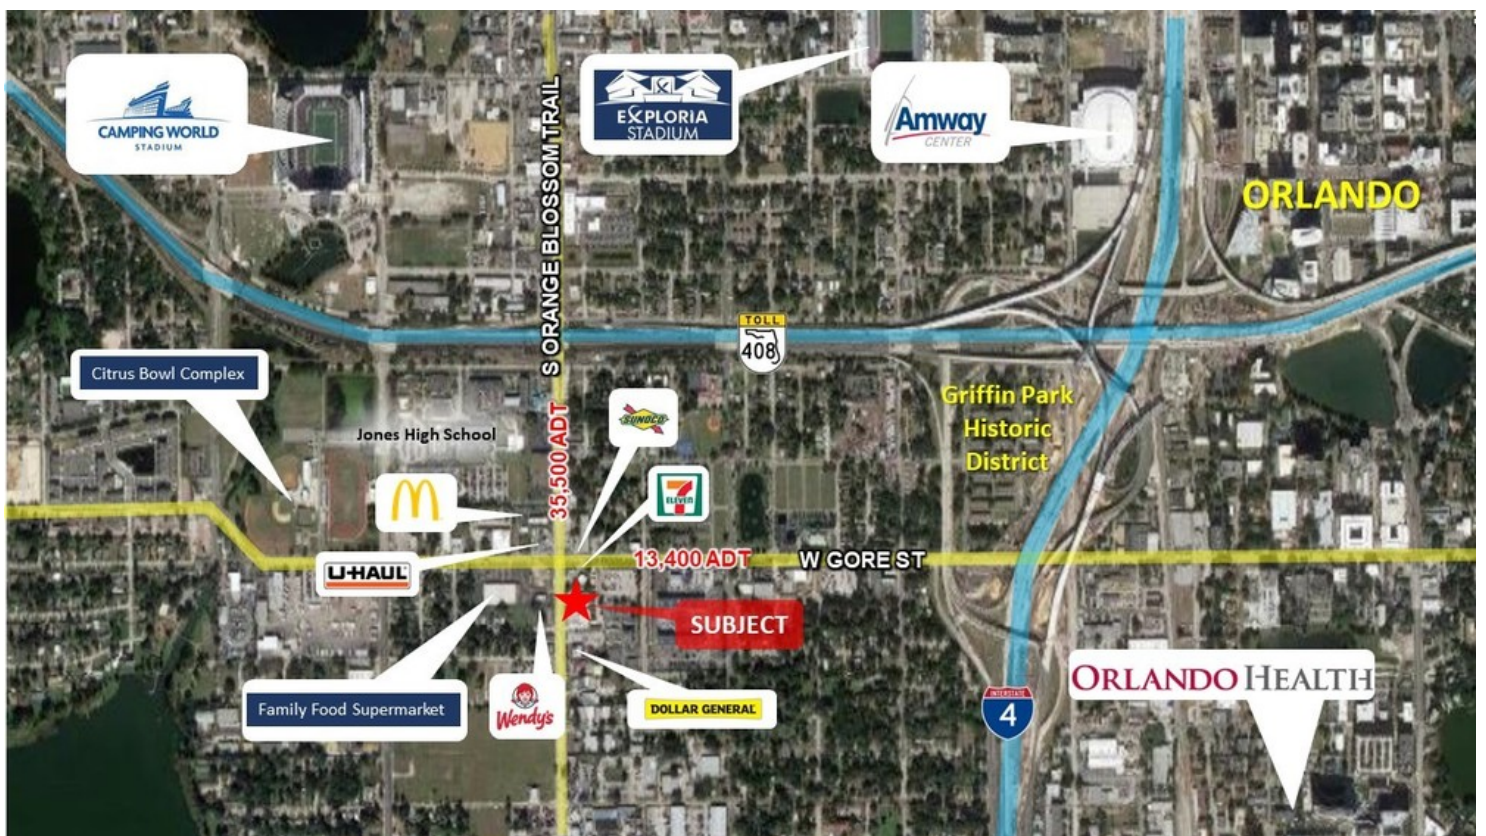 CAMPING WORLD
STADIUM
EXPLORIA
STADIUM
Amway
CENTER
ORLANDO
S ORANGE BLOSSOM TRAIL
TOLL
408
Citrus Bowl Complex
Jones High School
35,500 ADT
SUNOCO
Griffin Park
Historic
District
7
ELEVEN
13,400 ADT
W GORE ST
U-HAUL
SUBJECT
Family Food Supermarket
Wendy's
DOLLAR GENERAL
INTERSTATE
4
ORLANDO HEALTH